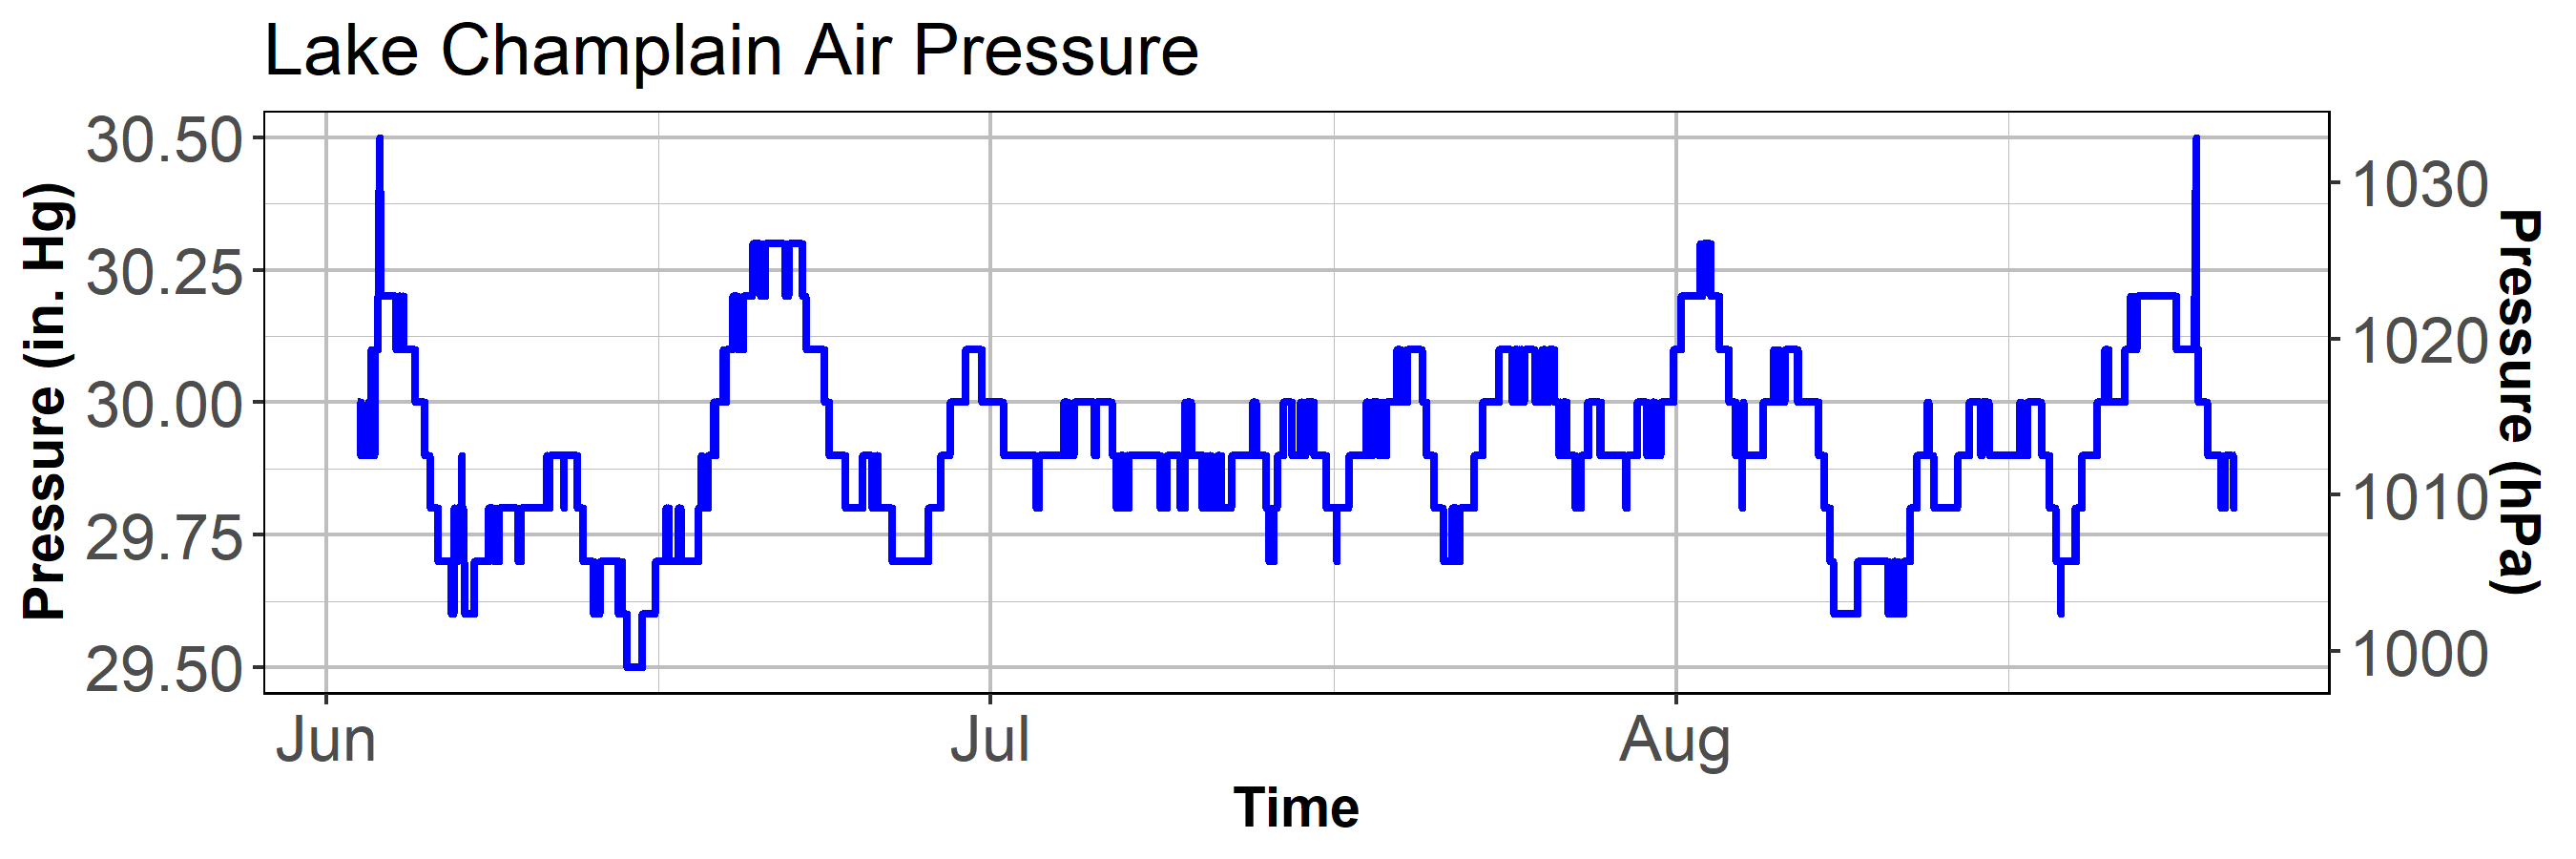 Lake Champlain Air Pressure
Pressure (in. Hg)
30.50
30.25
30.00
29.75
29.50
1030
1020
1010
1000
Pressure (hPa)
Jun Jul Aug
Time